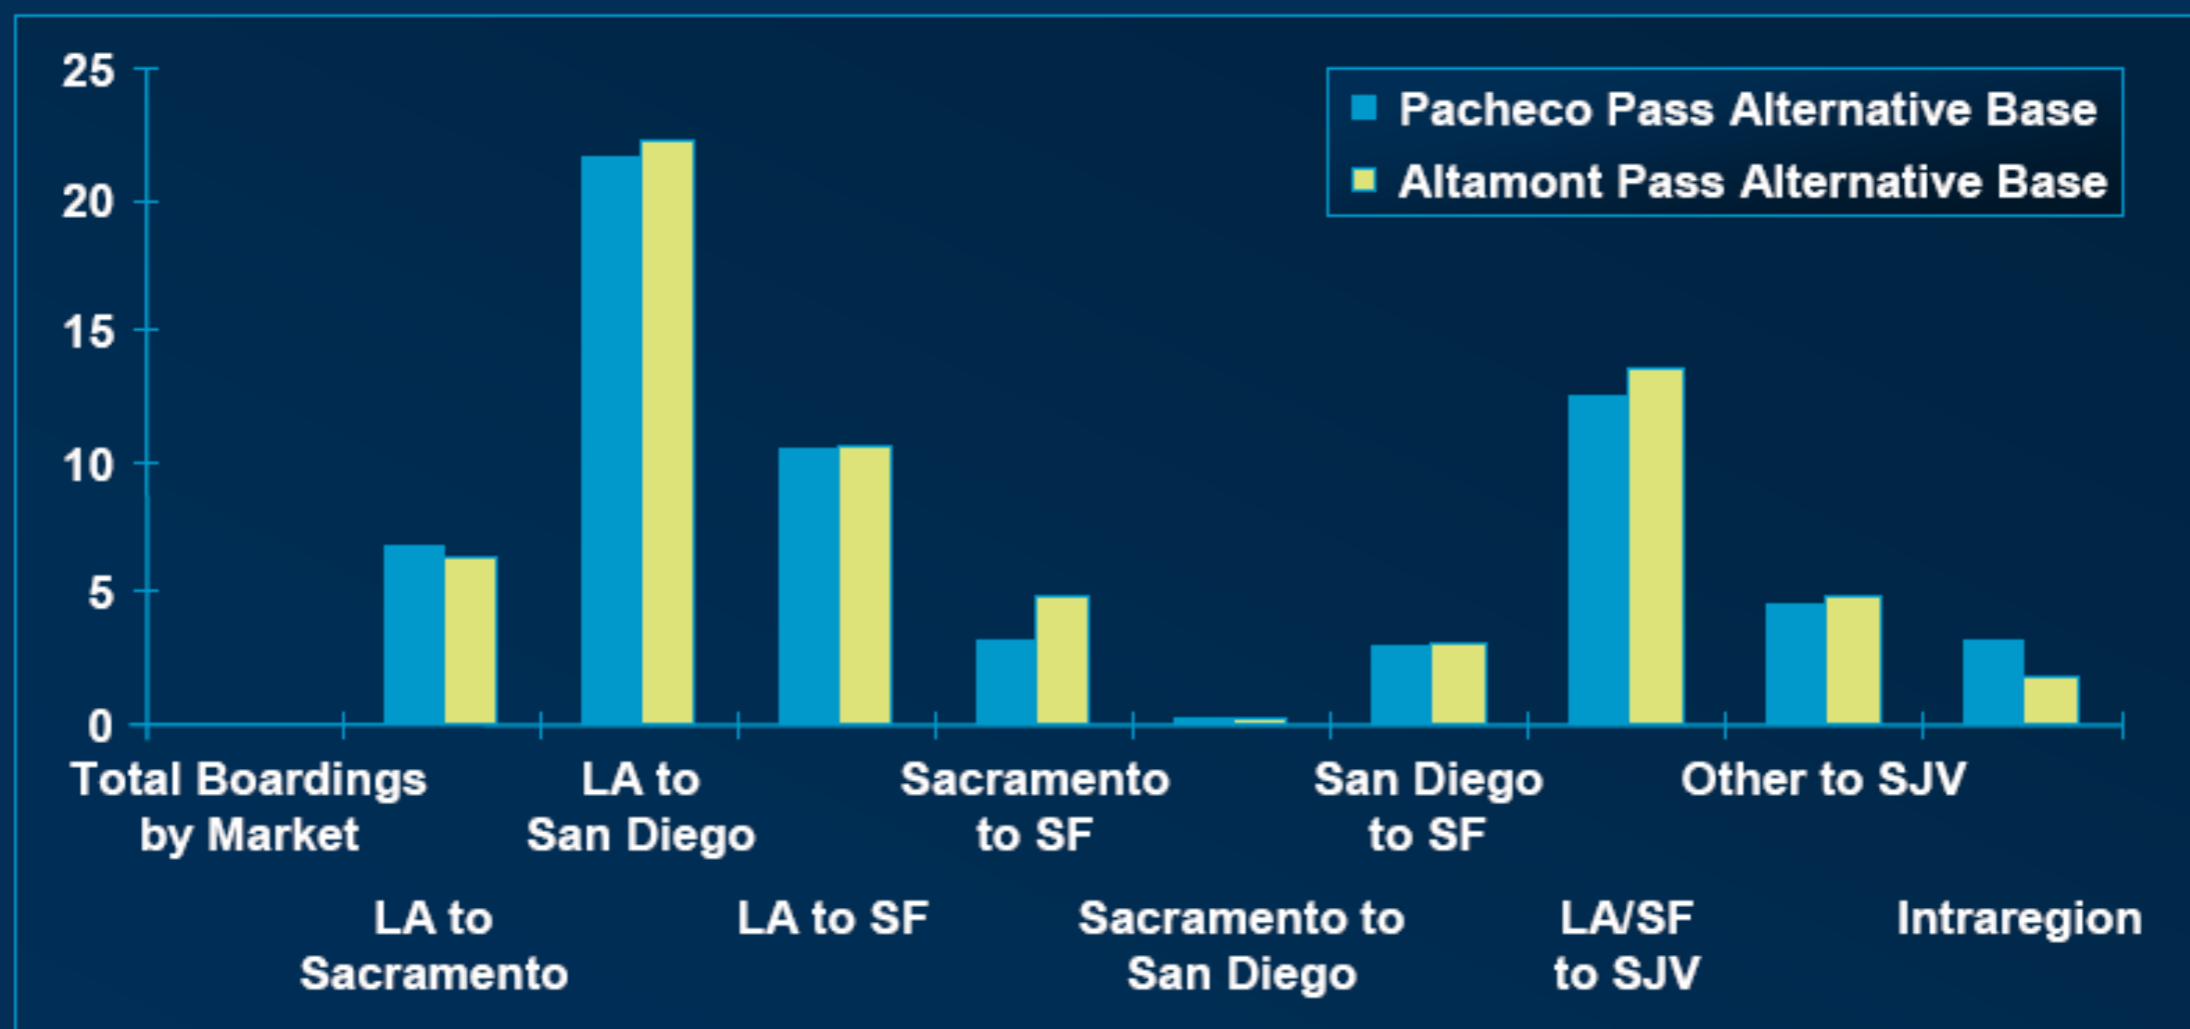 25
20
15
10
5
0
Pacheco Pass Alternative Base
Altamont Pass Alternative Base
Total Boardings
by Market
LA to
Sacramento
LA to
San Diego
LA to SF
Sacramento
to SF
Sacramento to
San Diego
San Diego
to SF
LA/SF
to SJV
Other to SJV
Intraregion